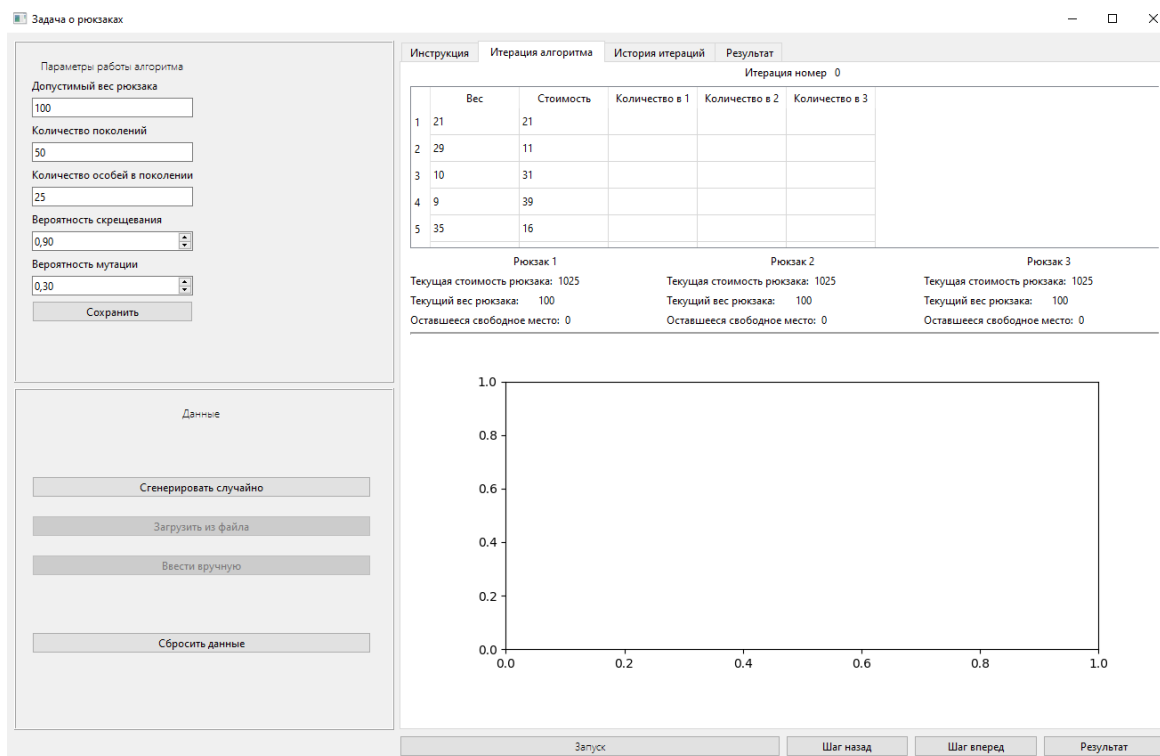 Задача о рюкзаках
Параметры работы алгоритма
Допустимый вес рюкзака
100
Количество поколений
50
Количество особей в поколении
25
Вероятность скрещевания
0,90
Вероятность мутации
0,30
Сохранить
Данные
Сгенерировать случайно
Загрузить из файла
Ввести вручную
Сбросить данные
Инструкция Итерация алгоритма История итераций Результат
Итерация номер 0
Вес Стоимость Количество в 1 Количество в 2 Количество в 3
1 21 21
2 29 11
3 10 31
4 9 39
5 35 16
Рюкзак 1 Рюкзак 2 Рюкзак 3
Текущая стоимость рюкзака: 1025 Текущая стоимость рюкзака: 1025 Текущая стоимость рюкзака: 1025
Текущий вес рюкзака: 100 Текущий вес рюкзака: 100 Текущий вес рюкзака: 100
Оставшееся свободное место: 0 Оставшееся свободное место: 0 Оставшееся свободное место: 0
1.0
0.8
0.6
0.4
0.2
0.0
0.0 0.2 0.4 0.6 0.8 1.0
Запуск Шаг назад Шаг вперед Результат